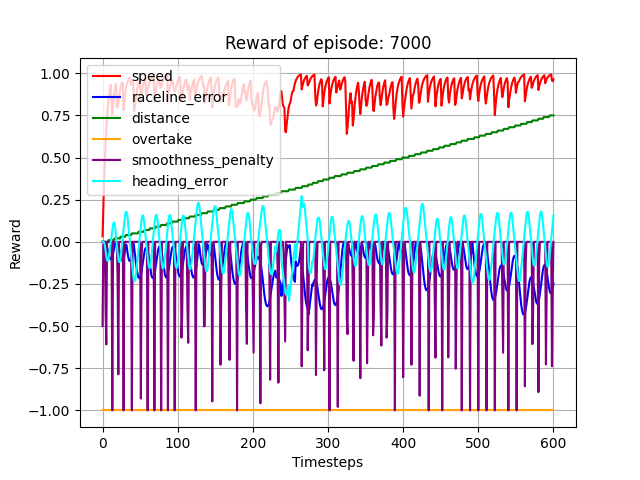 Reward of episode: 7000
1.00
0.75
0.50
0.25
0.00
−0.25
−0.50
−0.75
−1.00
Reward
speed
raceline_error
distance
overtake
smoothness_penalty
heading_error
0 100 200 300 400 500 600
Timesteps